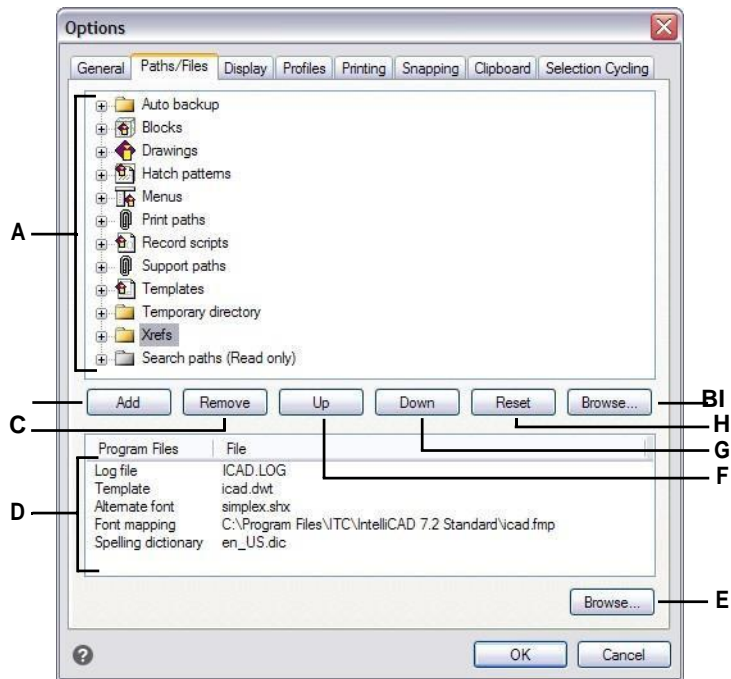 Options
General Paths/Files Display Profiles Printing Snapping Clipboard Selection Cycling
Auto backup
Blocks
Drawings
Hatch patterns
Menus
A
Print paths
Record scripts
Support paths
Templates
Temporary directory
Xrefs
Search paths (Read only)
Add Remove Up Down Reset Browse... BI
C H
G
F
Program Files File
Log file ICAD.LOG
Template icad.dwt
Alternate font simplex.shx
D
Font mapping C:\Program Files\ITC\IntelliCAD 7.2 Standard\icad.fmp
Spelling dictionary en_US.dic
Browse... E
? OK Cancel